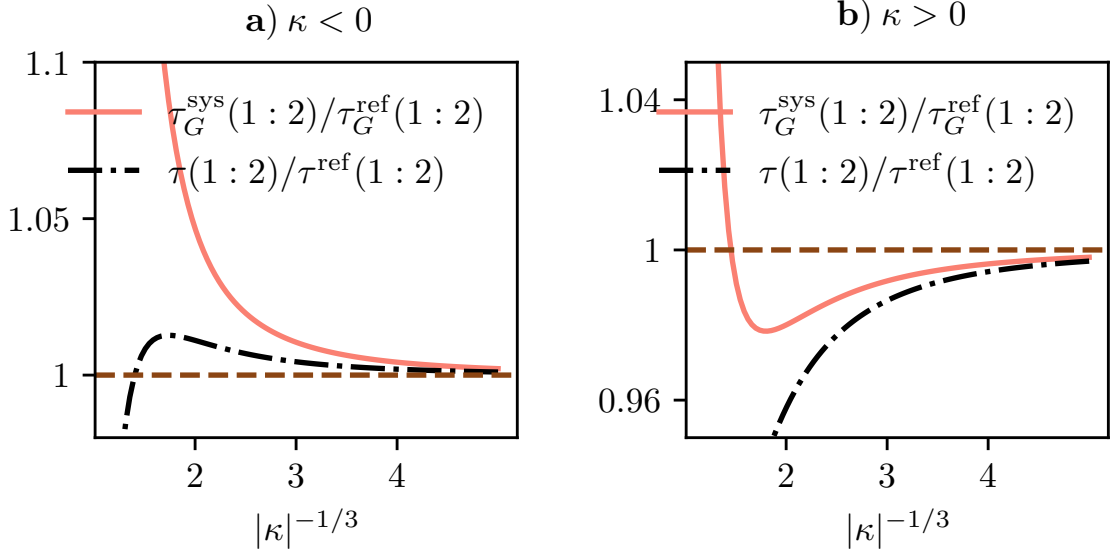 a) κ < 0
1.1
1.05
1
τ_G^sys(1 : 2)/τ_G^ref(1 : 2)
τ(1 : 2)/τ^ref(1 : 2)
2 3 4
|κ|^−1/3
b) κ > 0
1.04
1
0.96
τ_G^sys(1 : 2)/τ_G^ref(1 : 2)
τ(1 : 2)/τ^ref(1 : 2)
2 3 4
|κ|^−1/3